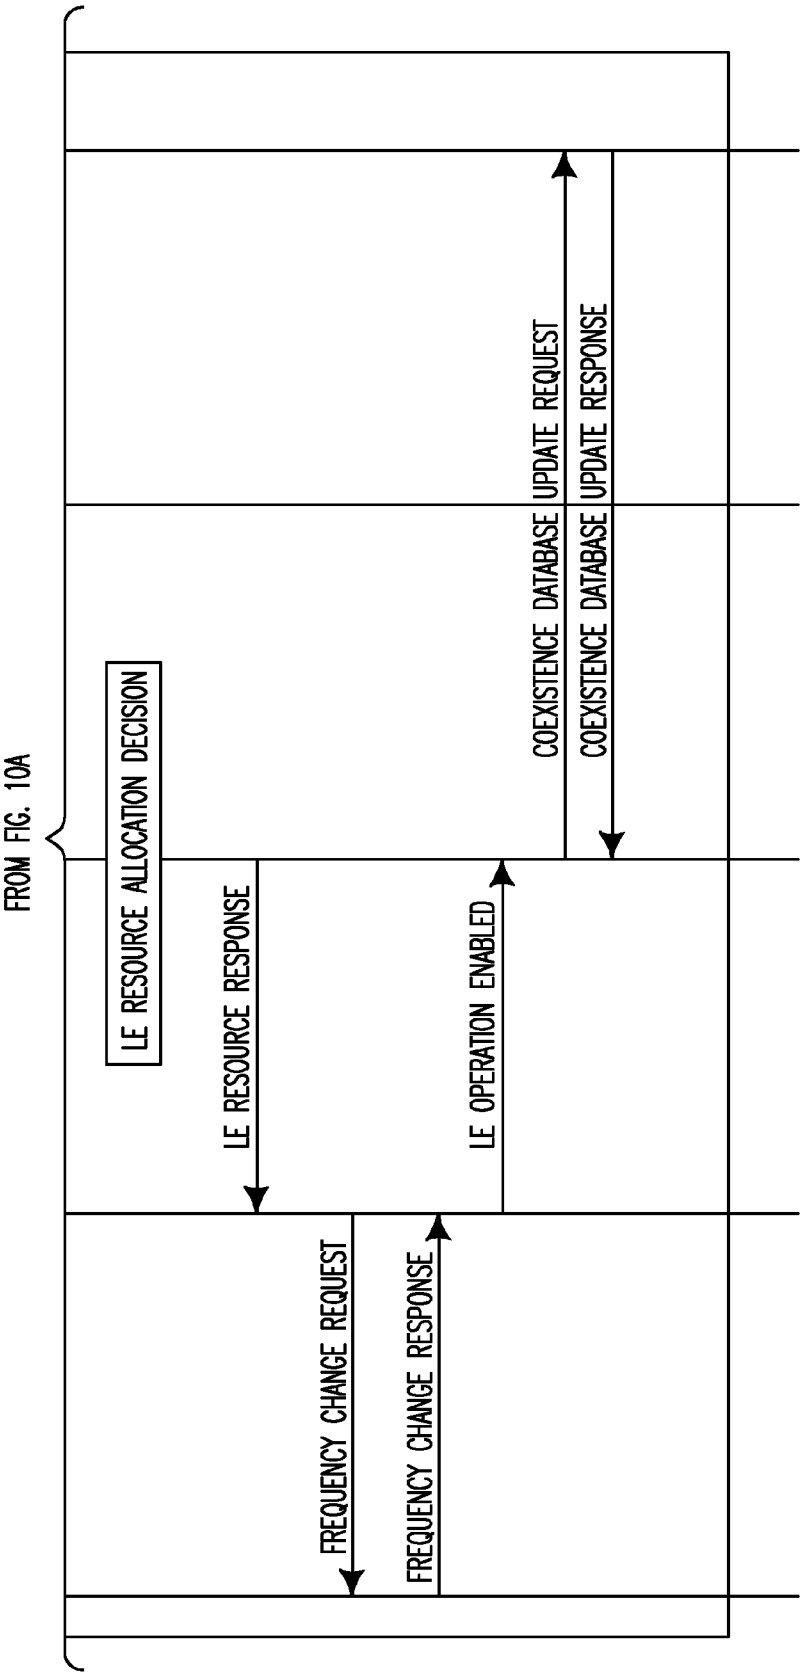 FROM FIG. 10A
LE RESOURCE ALLOCATION DECISION
LE RESOURCE RESPONSE
FREQUENCY CHANGE REQUEST
FREQUENCY CHANGE RESPONSE
LE OPERATION ENABLED
COEXISTENCE DATABASE UPDATE REQUEST
COEXISTENCE DATABASE UPDATE RESPONSE